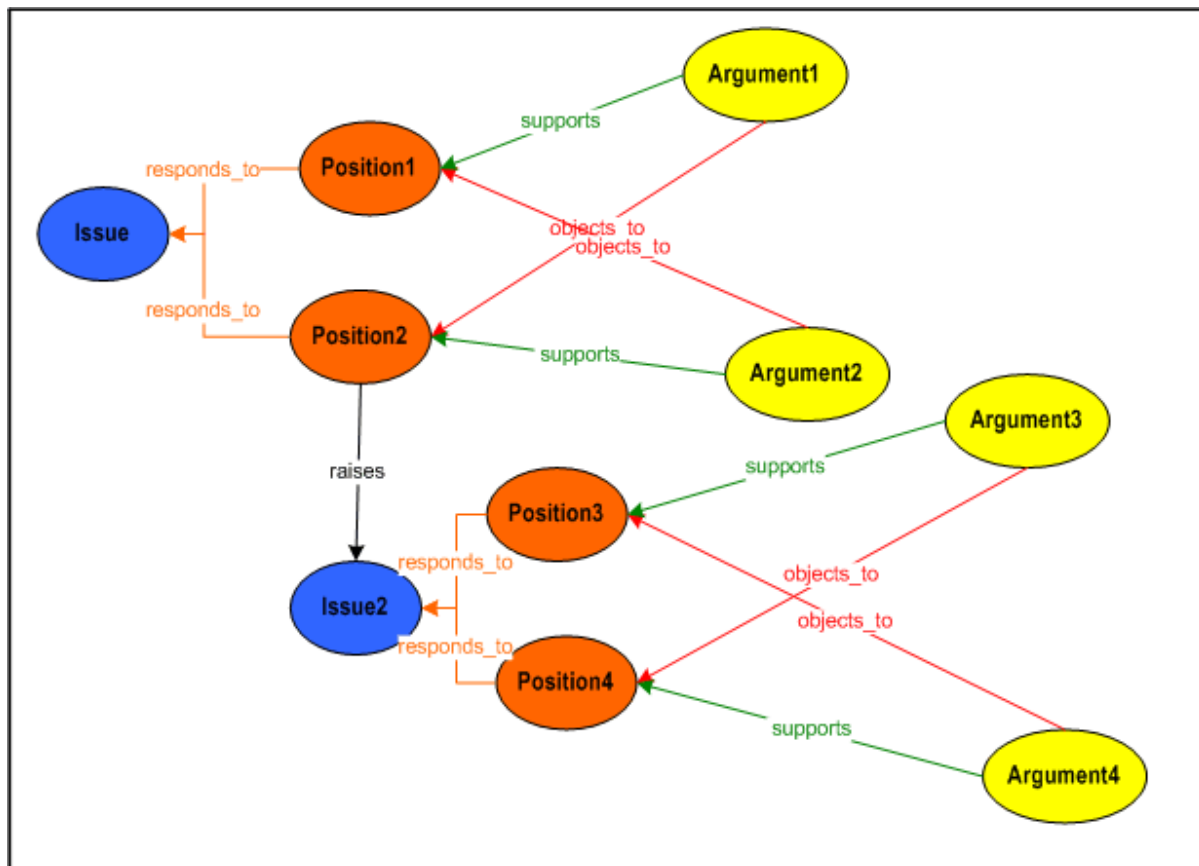 Argument1
supports
Position1
responds_to
Issue
objects_to
objects_to
responds_to
Position2
supports
Argument2
Argument3
raises
supports
Position3
responds_to
objects_to
Issue2
objects_to
responds_to
Position4
supports
Argument4